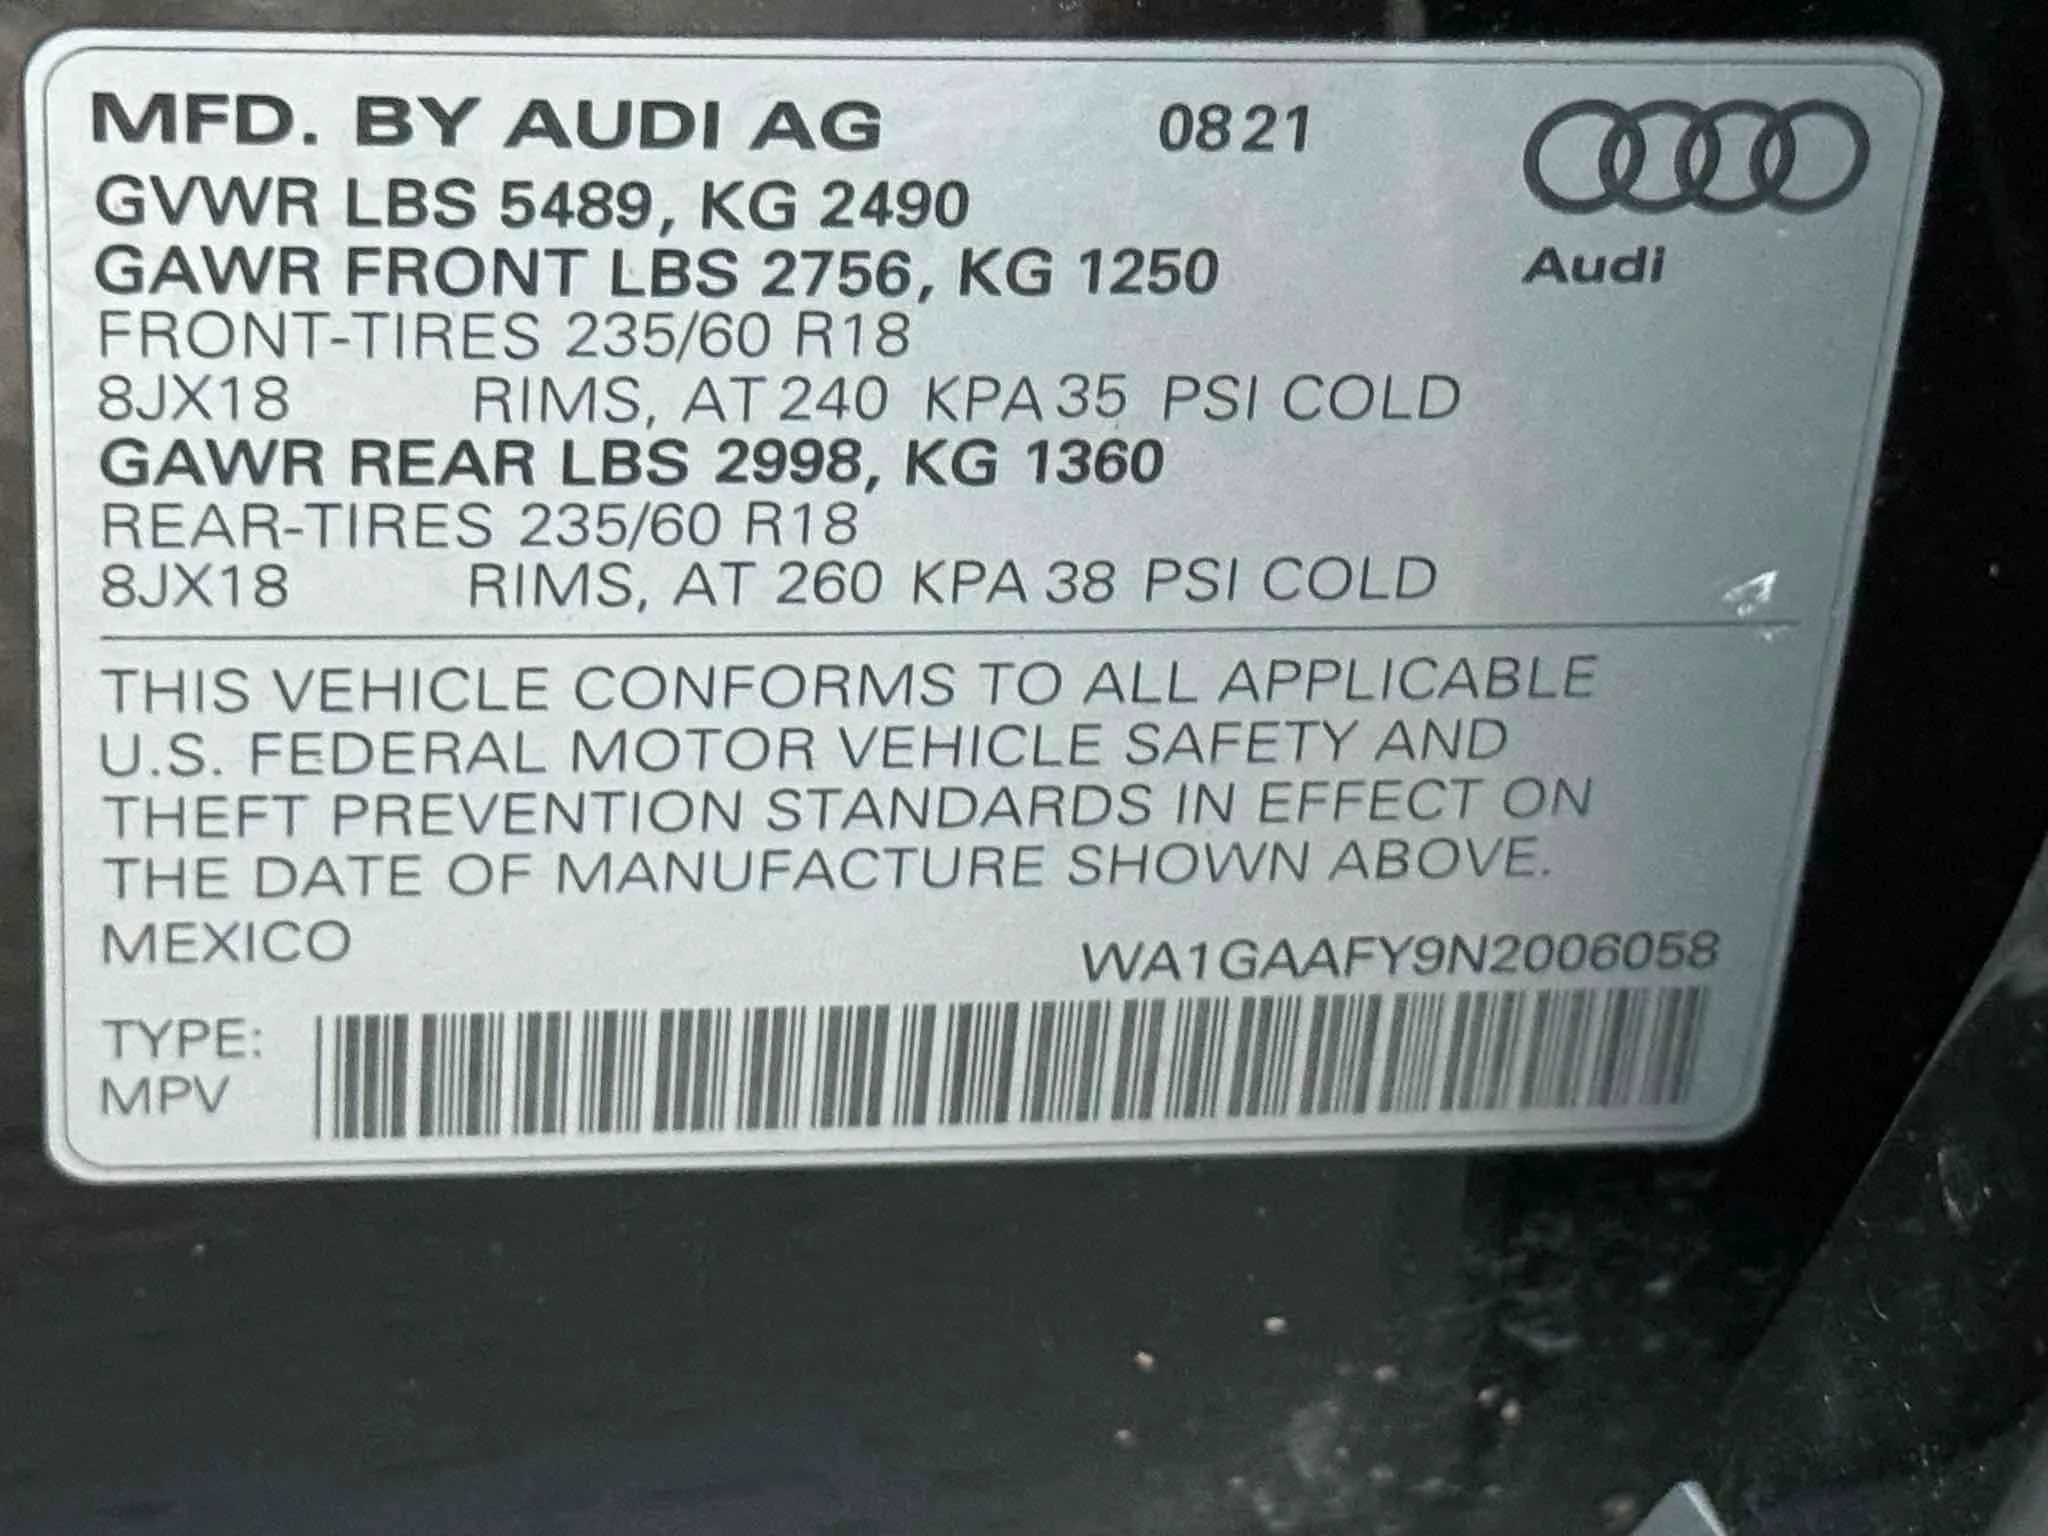 MFD. BY AUDI AG 0821
GVWR LBS 5489, KG 2490
Audi
GAWR FRONT LBS 2756, KG 1250
FRONT-TIRES 235/60 R18
8JX18 RIMS, AT 240 KPA 35 PSI COLD
GAWR REAR LBS 2998, KG 1360
REAR-TIRES 235/60 R18
8JX18 RIMS, AT 260 KPA 38 PSI COLD
THIS VEHICLE CONFORMS TO ALL APPLICABLE
U.S. FEDERAL MOTOR VEHICLE SAFETY AND
THEFT PREVENTION STANDARDS IN EFFECT ON
THE DATE OF MANUFACTURE SHOWN ABOVE.
MEXICO WA1GAAFY9N2006058
TYPE:
MPV